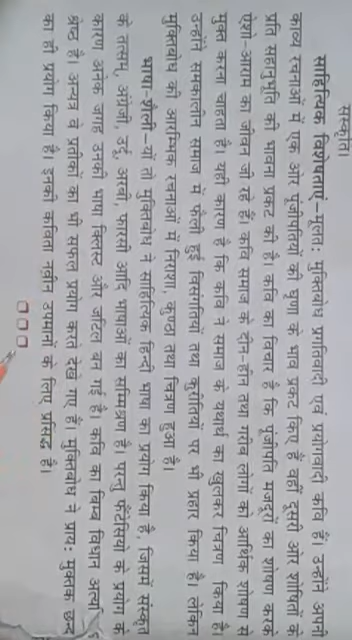 संस्कृति।
साहित्यिक विशेषताएं–मूलतः मुक्तिबोध प्रगतिवादी एवं प्रयोगवादी कवि हैं। उन्होंने अपनी
काव्य रचनाओं में एक ओर पूंजीपतियों की घृणा के भाव प्रकट किए हैं वहीं दूसरी ओर शोषितों के
प्रति सहानुभूति की भावना प्रकट की है। कवि का विचार है कि पूंजीपति मजदूरों का शोषण करके
ऐशो-आराम का जीवन जी रहे हैं। कवि समाज के दीन-हीन तथा गरीब लोगों का आर्थिक शोषण से
मुक्त करना चाहता है। यही कारण है कि कवि ने समाज के यथार्थ का खुलकर चित्रण किया है।
उन्होंने समकालीन समाज में फैली हुई विसंगतियों तथा कुरीतियों पर भी प्रहार किया है। लेकिन
मुक्तिबोध की आरम्भिक रचनाओं में निराशा, कुण्ठा तथा चित्रण हुआ है।
भाषा-शैली–यों तो मुक्तिबोध ने साहित्यिक हिन्दी भाषा का प्रयोग किया है, जिसमें संस्कृत
के तत्सम, अंग्रेजी, उर्दू, अरबी, फारसी आदि भाषाओं का सम्मिश्रण है। परन्तु फैंटसियों के प्रयोग के
कारण अनेक जगह उनकी भाषा क्लिस्ट और जटिल बन गई है। कवि का बिम्ब विधान
श्रेष्ट है। अन्यत्र वे प्रतिकों का भी सफल प्रयोग करते देखे गए हैं। मुक्तिबोध ने प्रायः मुक्तक छन्द
का ही प्रयोग किया है। इनकी कविता नवीन उपमानों के लिए प्रसिद्ध है।